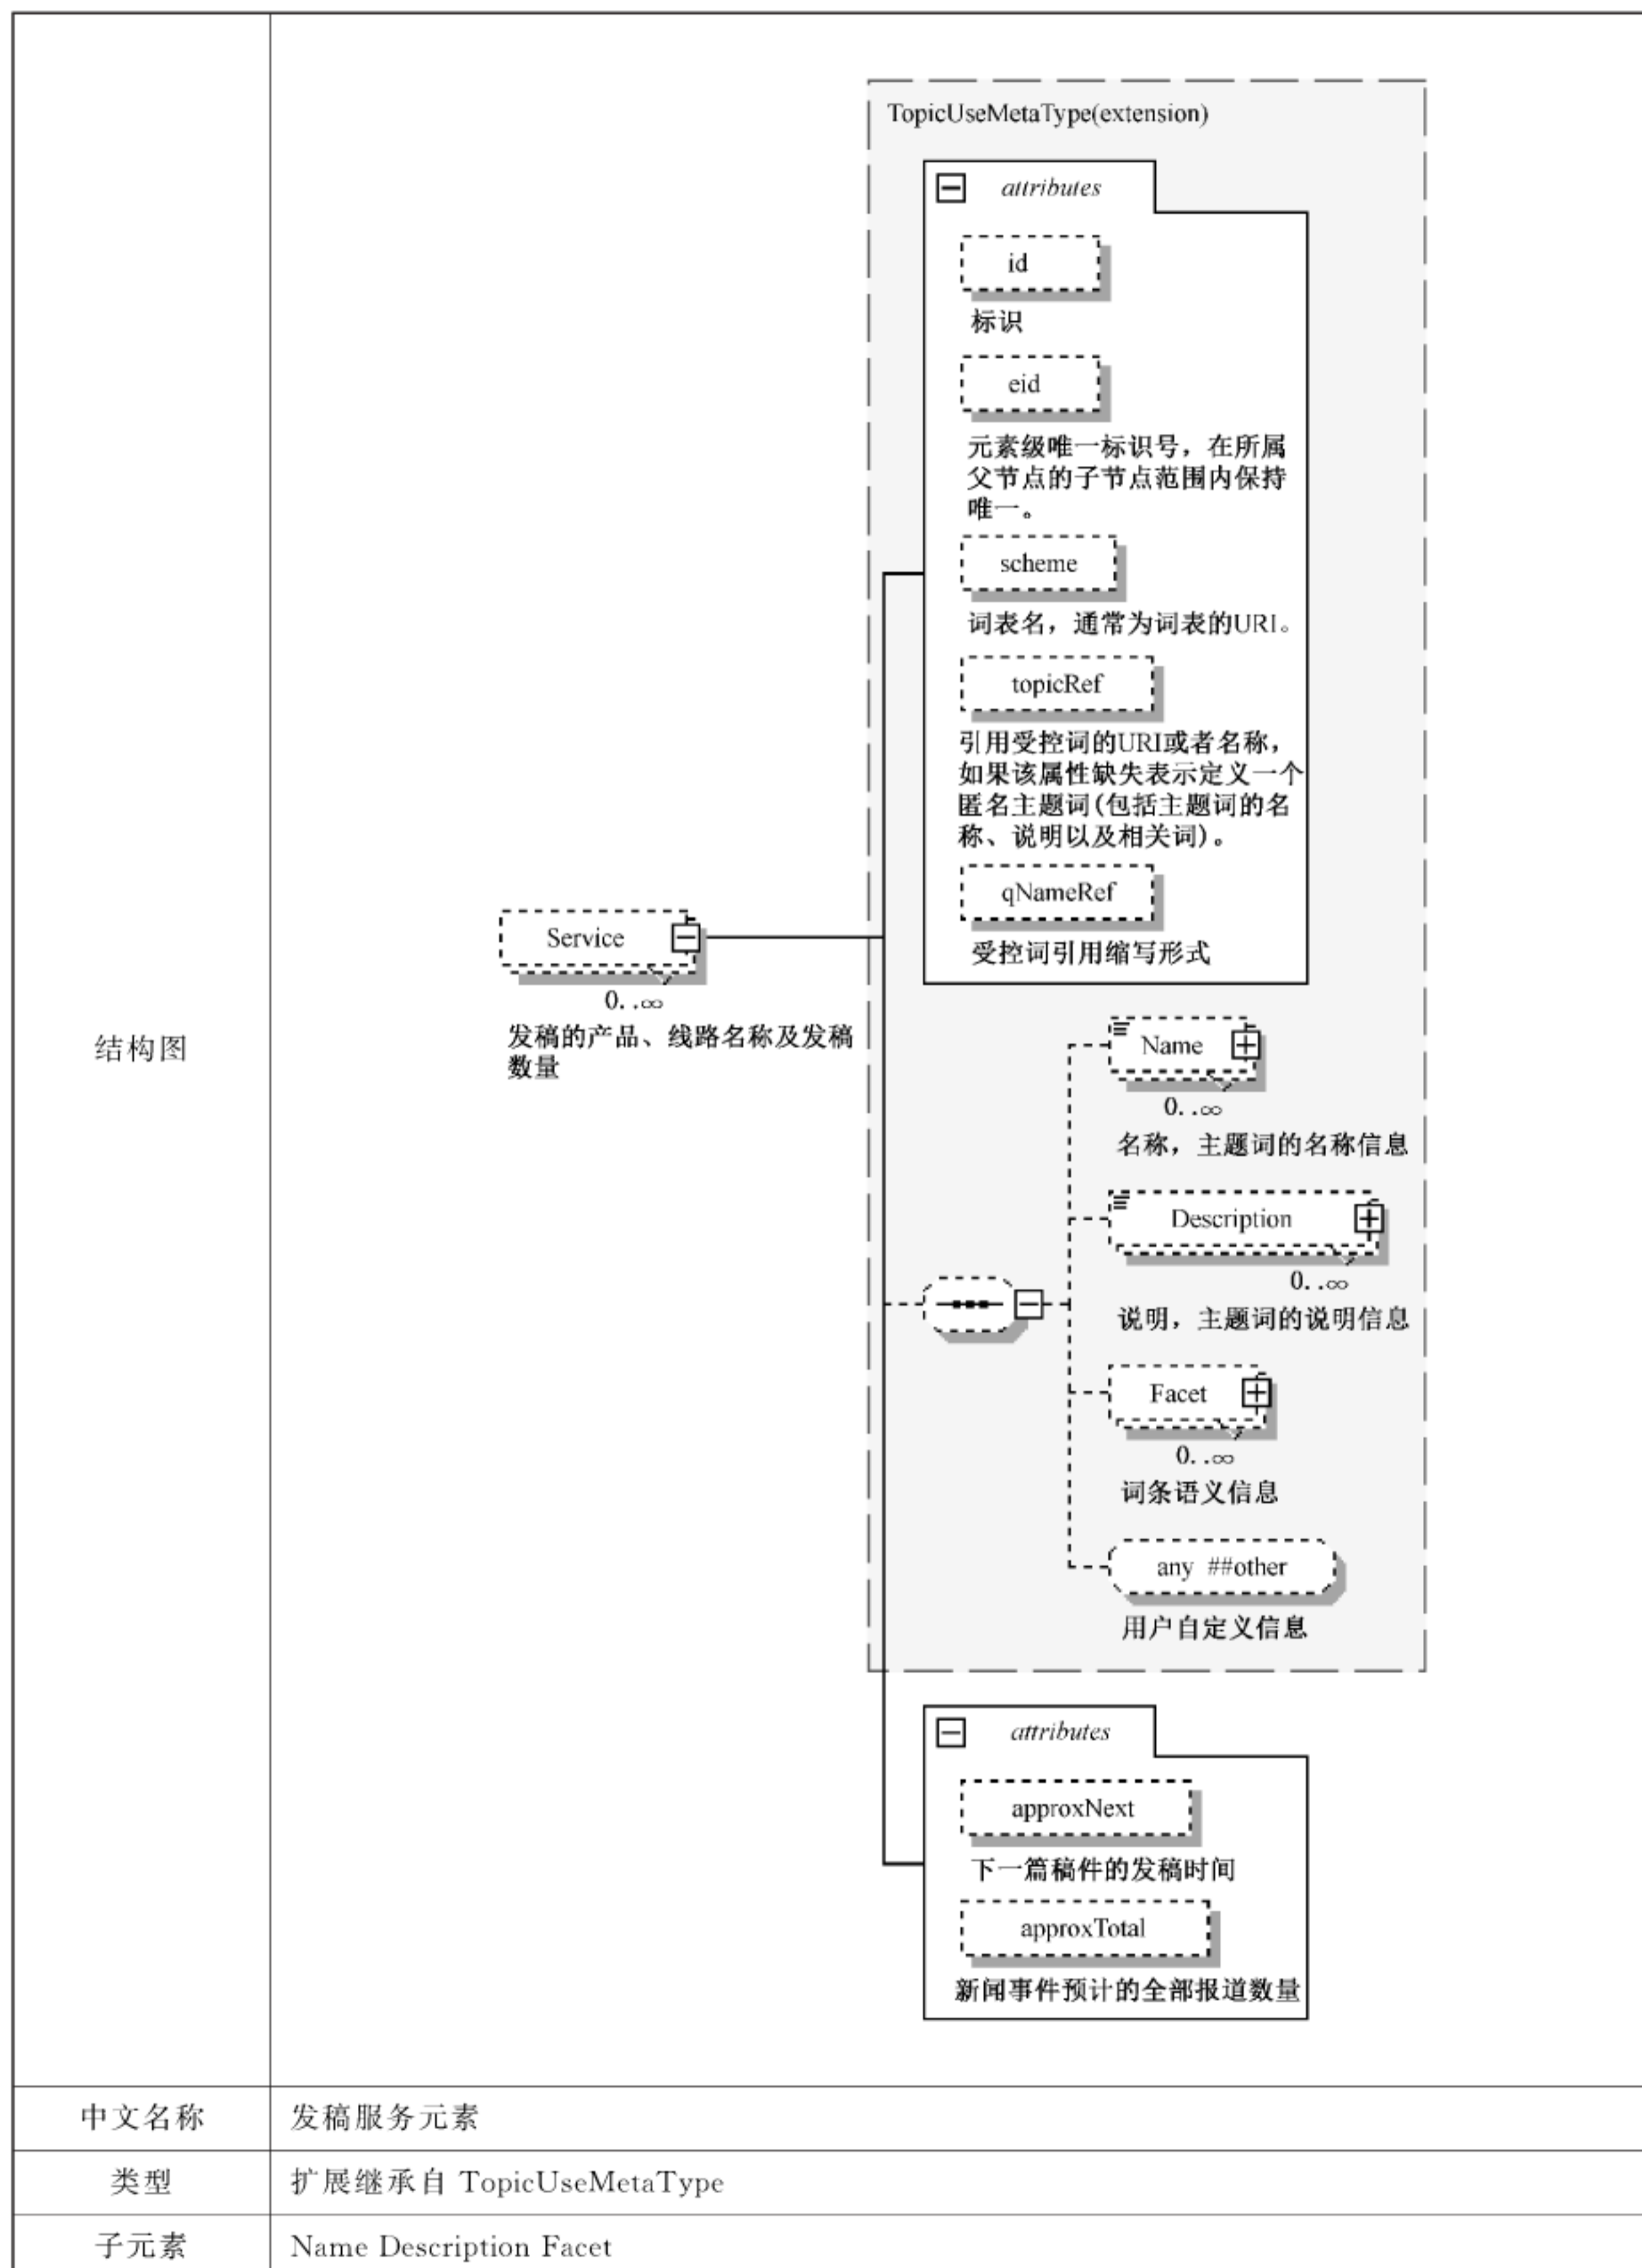 TopicUseMetaType(extension)
attributes
id
标识
eid
元素级唯一标识号，在所属
父节点的子节点范围内保持
唯一。
scheme
词表名，通常为词表的URI。
topicRef
引用受控词的URI或者名称，
如果该属性缺失表示定义一个
匿名主题词(包括主题词的名
称、说明以及相关词)。
qNameRef
受控词引用缩写形式
Service
0..∞
发稿的产品、线路名称及发稿
数量
结构图
Name
0..∞
名称，主题词的名称信息
Description
0..∞
说明，主题词的说明信息
Facet
0..∞
词条语义信息
any ##other
用户自定义信息
attributes
approxNext
下一篇稿件的发稿时间
approxTotal
新闻事件预计的全部报道数量
中文名称 发稿服务元素
类型 扩展继承自 TopicUseMetaType
子元素 Name Description Facet